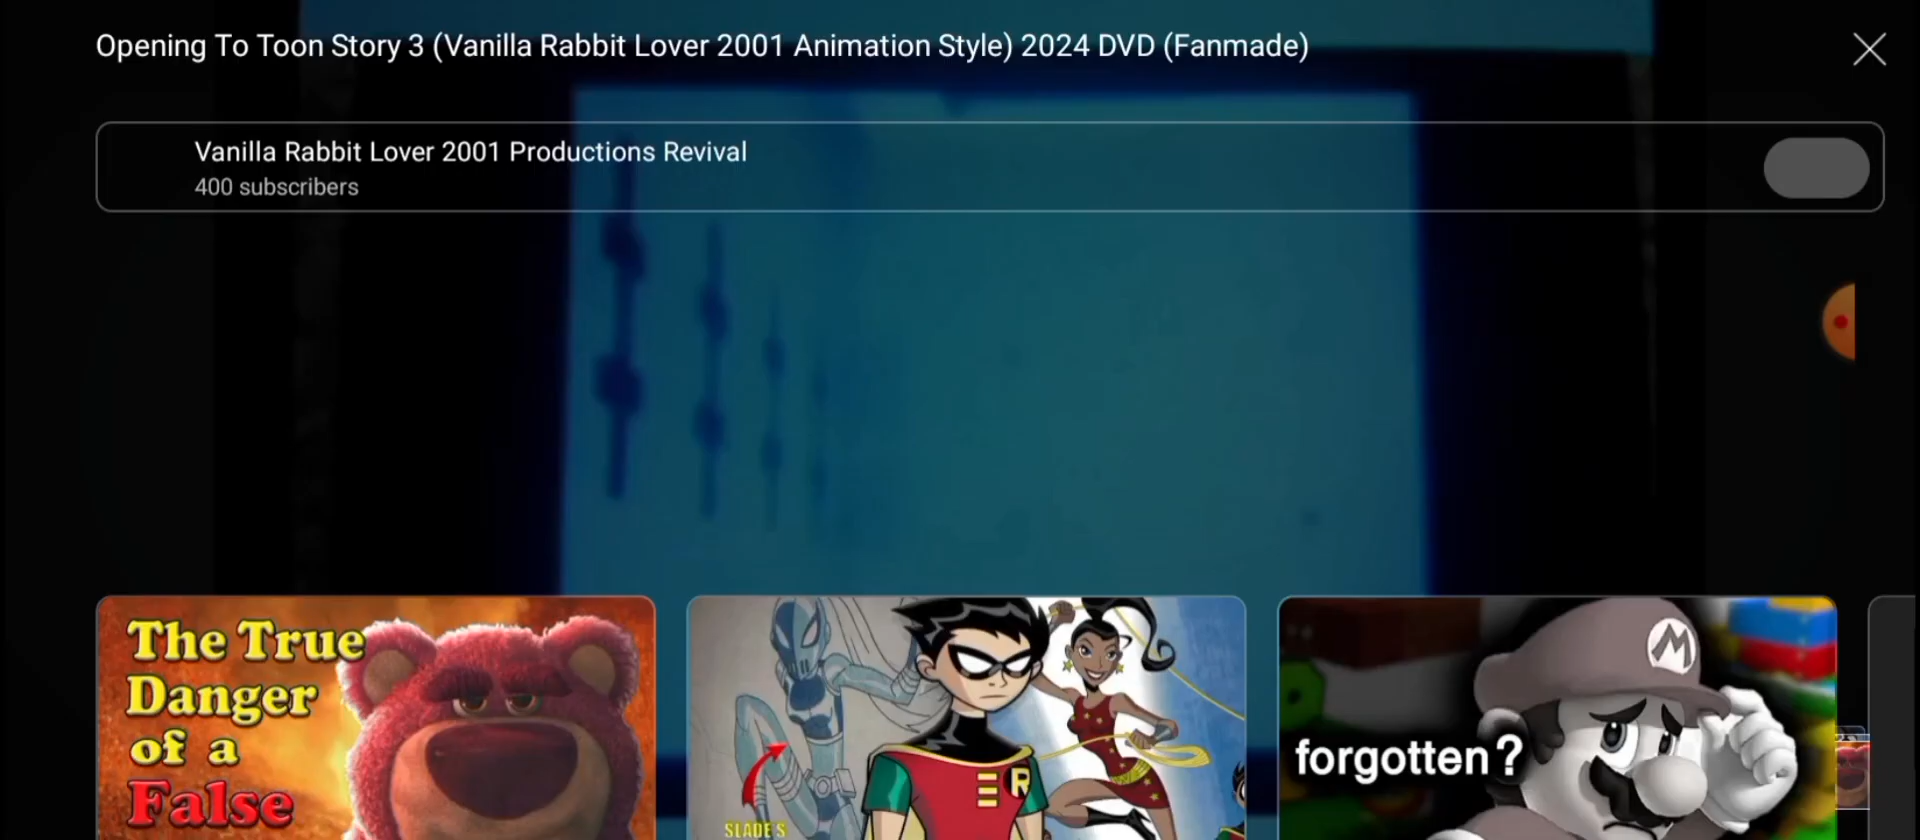 Opening To Toon Story 3 (Vanilla Rabbit Lover 2001 Animation Style) 2024 DVD (Fanmade)
Vanilla Rabbit Lover 2001 Productions Revival
400 subscribers
The True
Danger
of a
False
SLADE'S
R
forgotten?
M